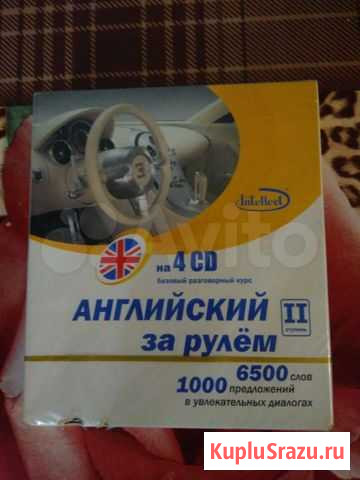 Intellect
на 4 CD
базовый разговорный курс
АНГЛИЙСКИЙ II
ступень
за рулём
6500 слов
1000 предложений
в увлекательных диалогах
Avito
KupluSrazu.ru